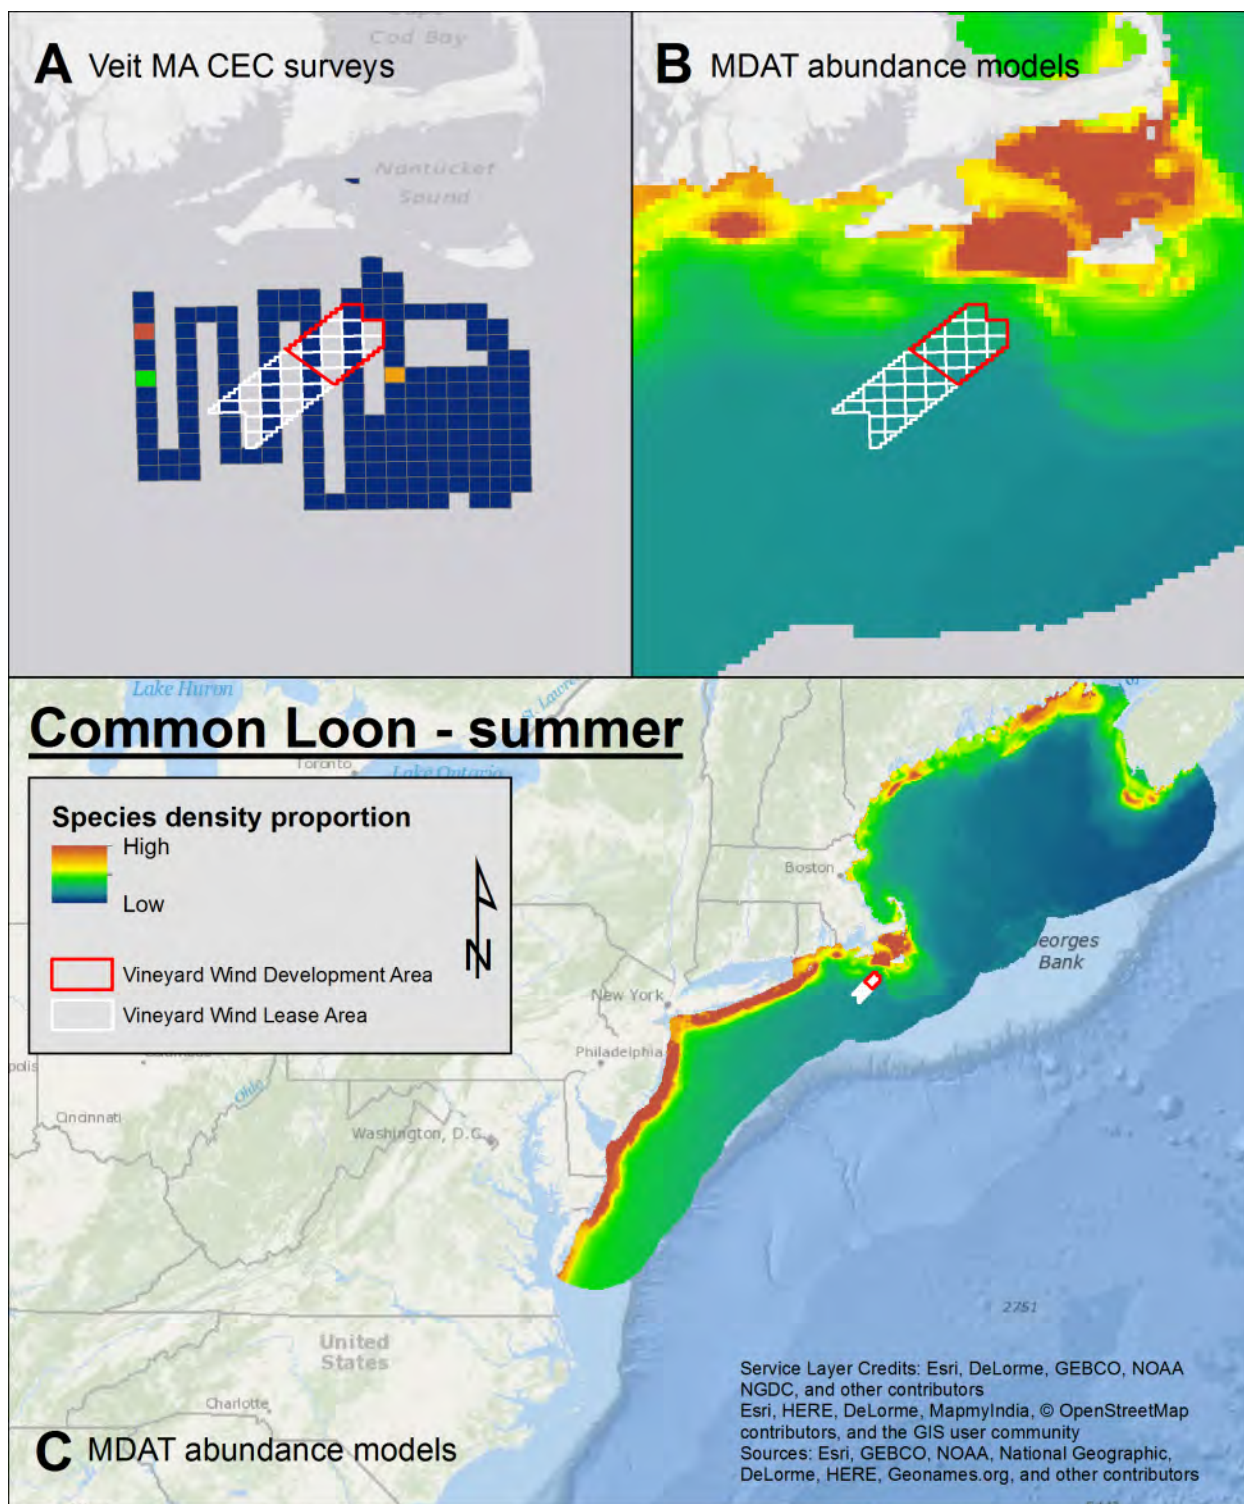 Cod Bay
A Veit MA CEC surveys
Nantucket
Sound
B MDAT abundance models
Lake Huron
St. Lawre
Common Loon - summer
Toronto
Lake Ontario
Species density proportion
High
Low
N
Vineyard Wind Development Area
Vineyard Wind Lease Area
Boston
eorges
Bank
New York
Philadelphia
polis
Ohio
Cincinnati
Washington, D.C.
2751
United
States
Charlotte
C MDAT abundance models
Service Layer Credits: Esri, DeLorme, GEBCO, NOAA
NGDC, and other contributors
Esri, HERE, DeLorme, MapmyIndia, © OpenStreetMap
contributors, and the GIS user community
Sources: Esri, GEBCO, NOAA, National Geographic,
DeLorme, HERE, Geonames.org, and other contributors